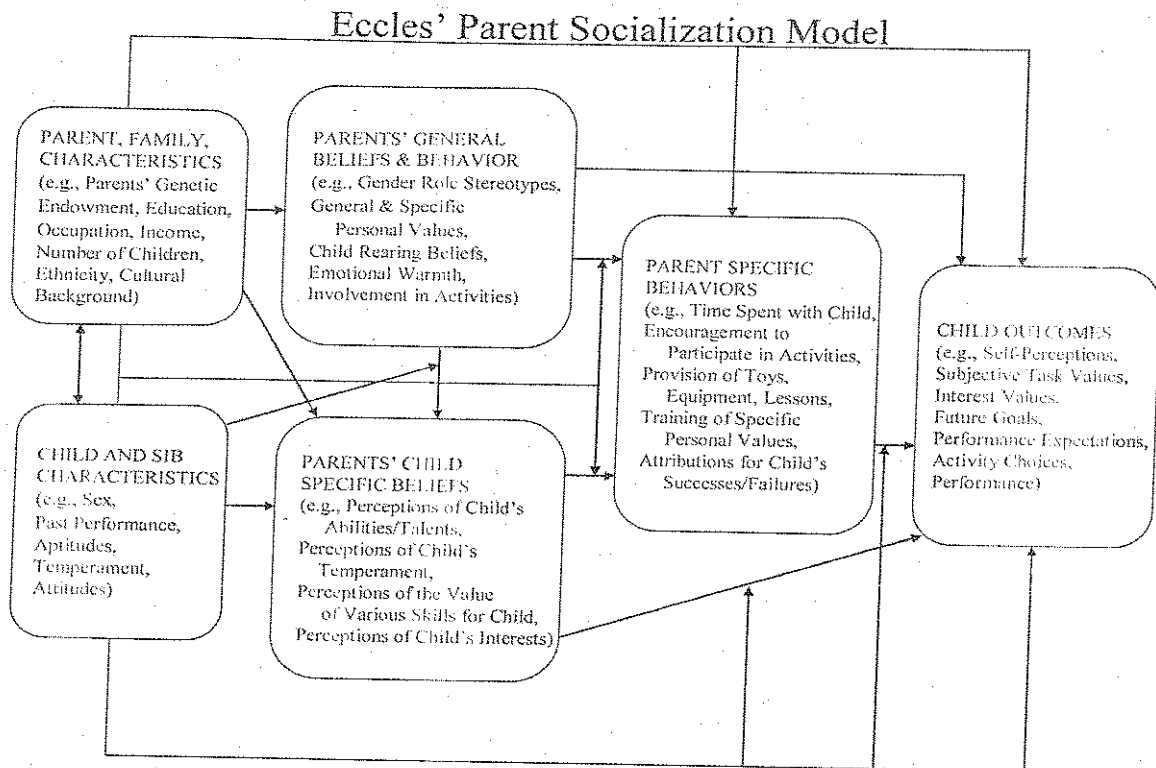 Eccles' Parent Socialization Model
PARENT, FAMILY,
CHARACTERISTICS
(e.g., Parents' Genetic
Endowment, Education,
Occupation, Income,
Number of Children,
Ethnicity, Cultural
Background)
PARENTS' GENERAL
BELIEFS & BEHAVIOR
(e.g., Gender Role Stereotypes,
General & Specific
Personal Values,
Child Rearing Beliefs,
Emotional Warmth,
Involvement in Activities)
CHILD AND SIB
CHARACTERISTICS
(e.g., Sex,
Past Performance,
Aptitudes,
Temperament,
Attitudes)
PARENTS' CHILD
SPECIFIC BELIEFS
(e.g., Perceptions of Child's
Abilities/Talents,
Perceptions of Child's
Temperament,
Perceptions of the Value
of Various Skills for Child,
Perceptions of Child's Interests)
PARENT SPECIFIC
BEHAVIORS
(e.g., Time Spent with Child,
Encouragement to
Participate in Activities,
Provision of Toys,
Equipment, Lessons,
Training of Specific
Personal Values,
Attributions for Child's
Successes/Failures)
CHILD OUTCOMES
(e.g., Self-Perceptions,
Subjective Task Values,
Interest Values,
Future Goals,
Performance Expectations,
Activity Choices,
Performance)